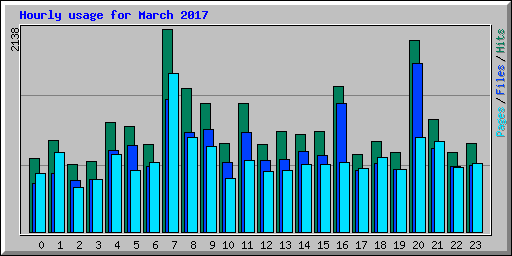 Hourly usage for March 2017
2138
Pages/Files/Hits
0 1 2 3 4 5 6 7 8 9 10 11 12 13 14 15 16 17 18 19 20 21 22 23